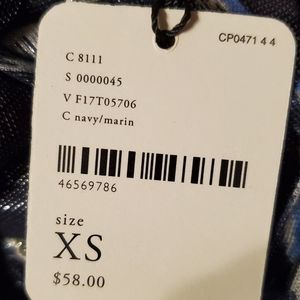 CP0471 4 4
C 8111
S 0000045
V F17T05706
C navy/marin
46569786
size
XS
$58.00